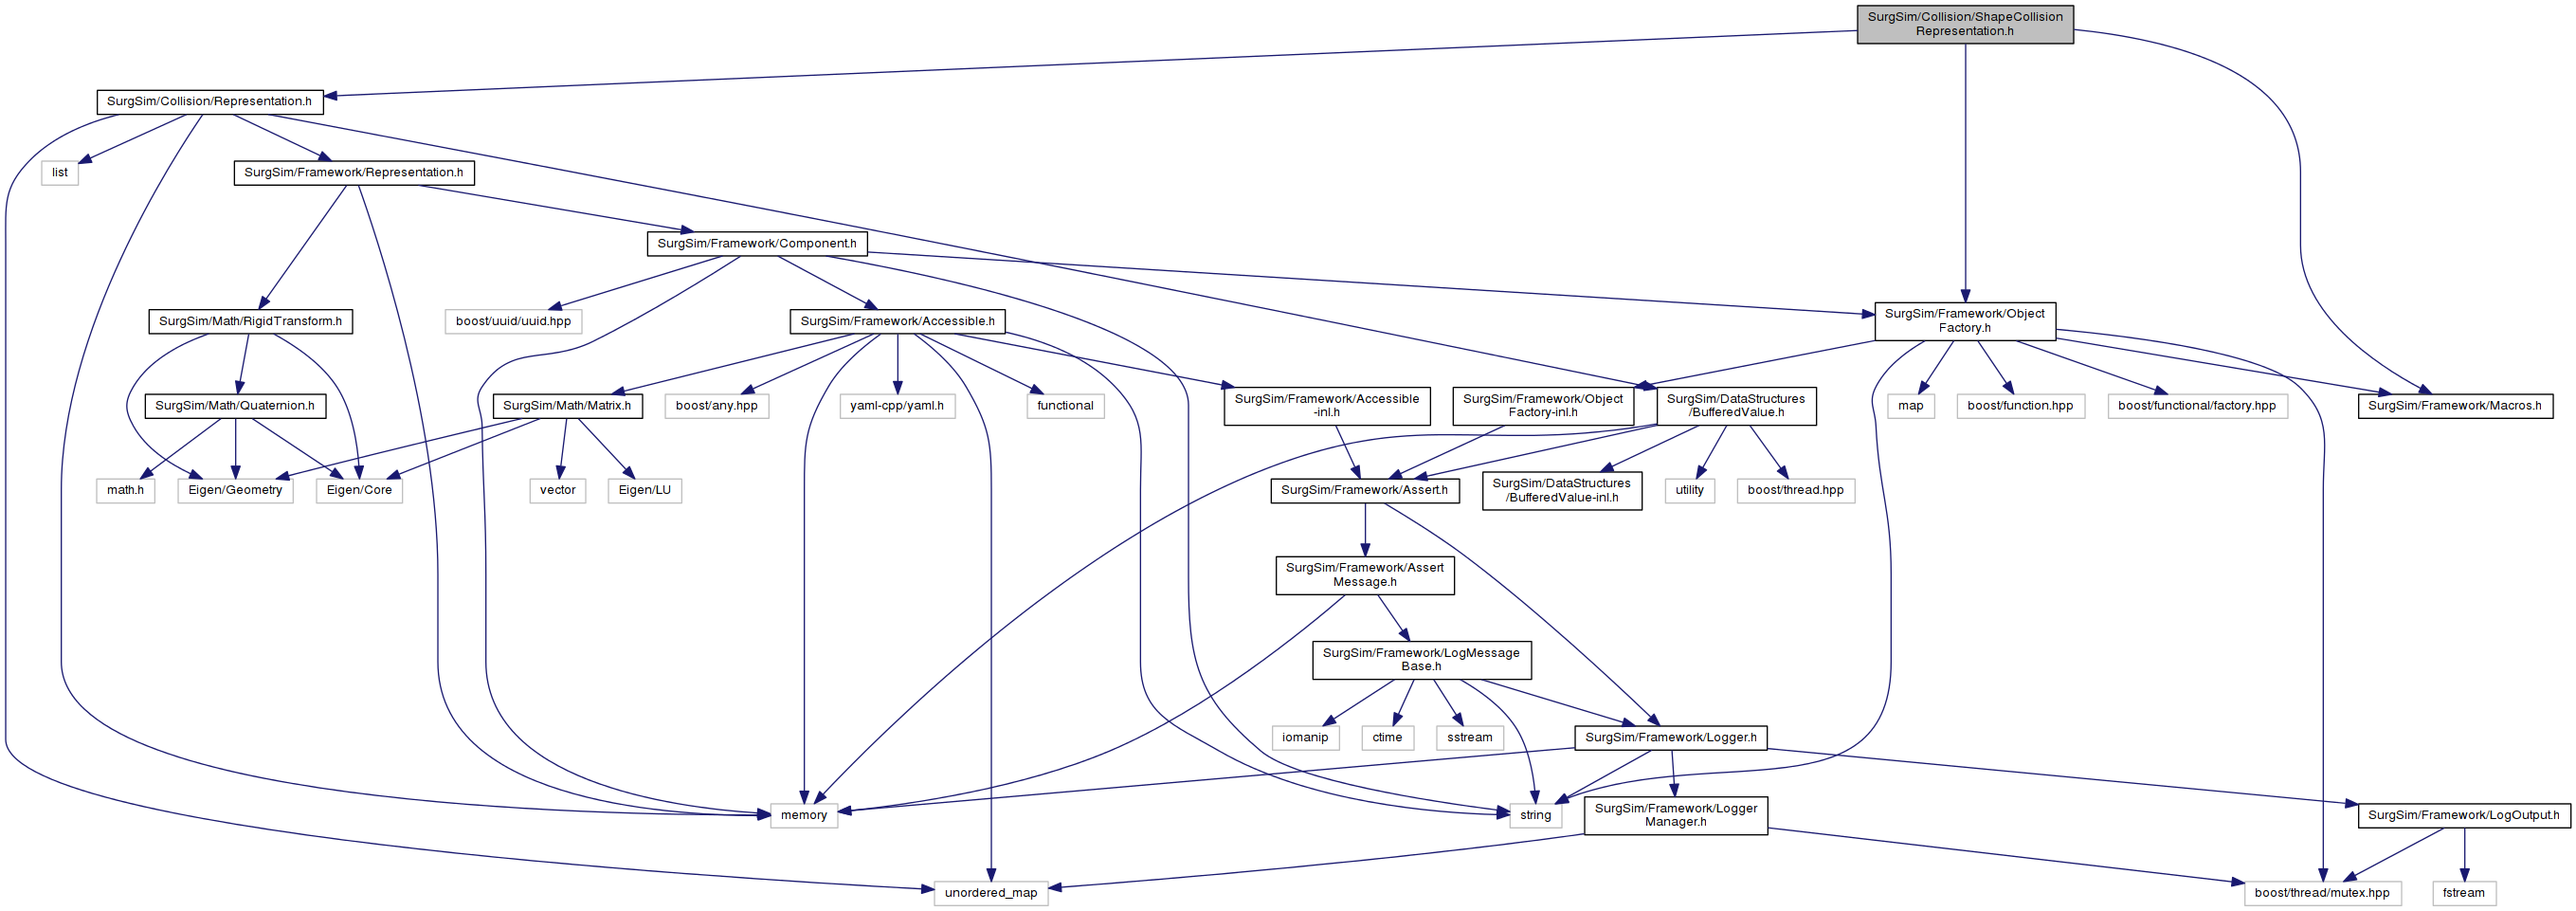 SurgSim/Collision/ShapeCollision
Representation.h
SurgSim/Collision/Representation.h
list
SurgSim/Framework/Representation.h
SurgSim/Framework/Component.h
SurgSim/Math/RigidTransform.h
boost/uuid/uuid.hpp
SurgSim/Framework/Accessible.h
SurgSim/Framework/Object
Factory.h
SurgSim/Math/Quaternion.h
SurgSim/Math/Matrix.h
boost/any.hpp
yaml-cpp/yaml.h
functional
SurgSim/Framework/Accessible
-inl.h
SurgSim/Framework/Object
Factory-inl.h
SurgSim/DataStructures
/BufferedValue.h
map
boost/function.hpp
boost/functional/factory.hpp
SurgSim/Framework/Macros.h
math.h
Eigen/Geometry
Eigen/Core
vector
Eigen/LU
SurgSim/Framework/Assert.h
SurgSim/DataStructures
/BufferedValue-inl.h
utility
boost/thread.hpp
SurgSim/Framework/Assert
Message.h
SurgSim/Framework/LogMessage
Base.h
iomanip
ctime
sstream
SurgSim/Framework/Logger.h
memory
string
SurgSim/Framework/Logger
Manager.h
SurgSim/Framework/LogOutput.h
unordered_map
boost/thread/mutex.hpp
fstream